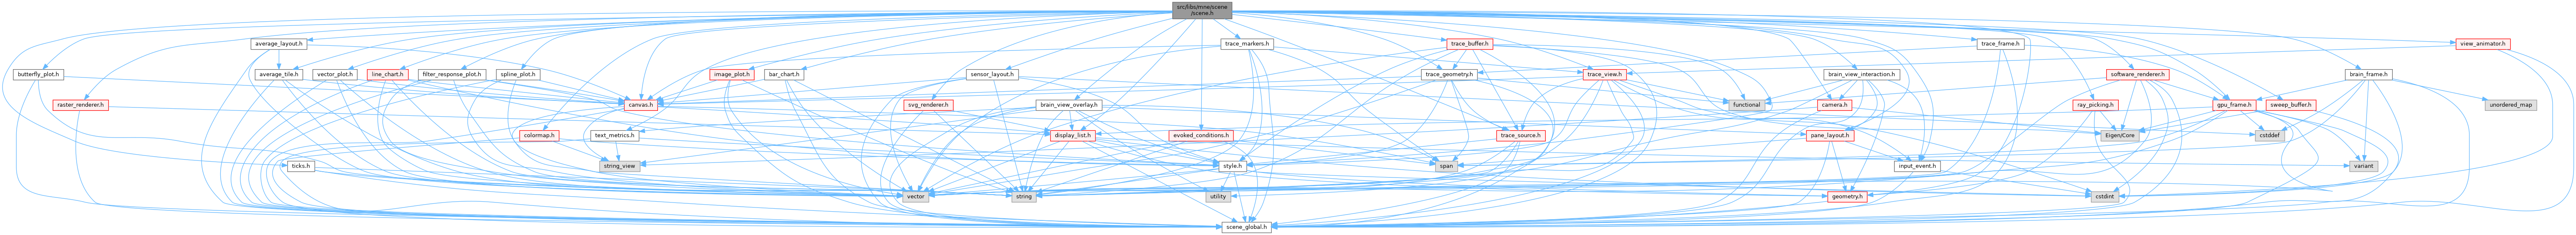 src/libs/mne/scene
/scene.h
average_layout.h
trace_markers.h
trace_buffer.h
trace_frame.h
view_animator.h
butterfly_plot.h
average_tile.h
vector_plot.h
line_chart.h
filter_response_plot.h
spline_plot.h
image_plot.h
bar_chart.h
sensor_layout.h
trace_geometry.h
trace_view.h
brain_view_interaction.h
software_renderer.h
brain_frame.h
raster_renderer.h
canvas.h
svg_renderer.h
brain_view_overlay.h
functional
camera.h
ray_picking.h
gpu_frame.h
sweep_buffer.h
unordered_map
colormap.h
text_metrics.h
display_list.h
evoked_conditions.h
trace_source.h
pane_layout.h
Eigen/Core
cstddef
ticks.h
string_view
style.h
span
input_event.h
variant
vector
string
utility
geometry.h
cstdint
scene_global.h